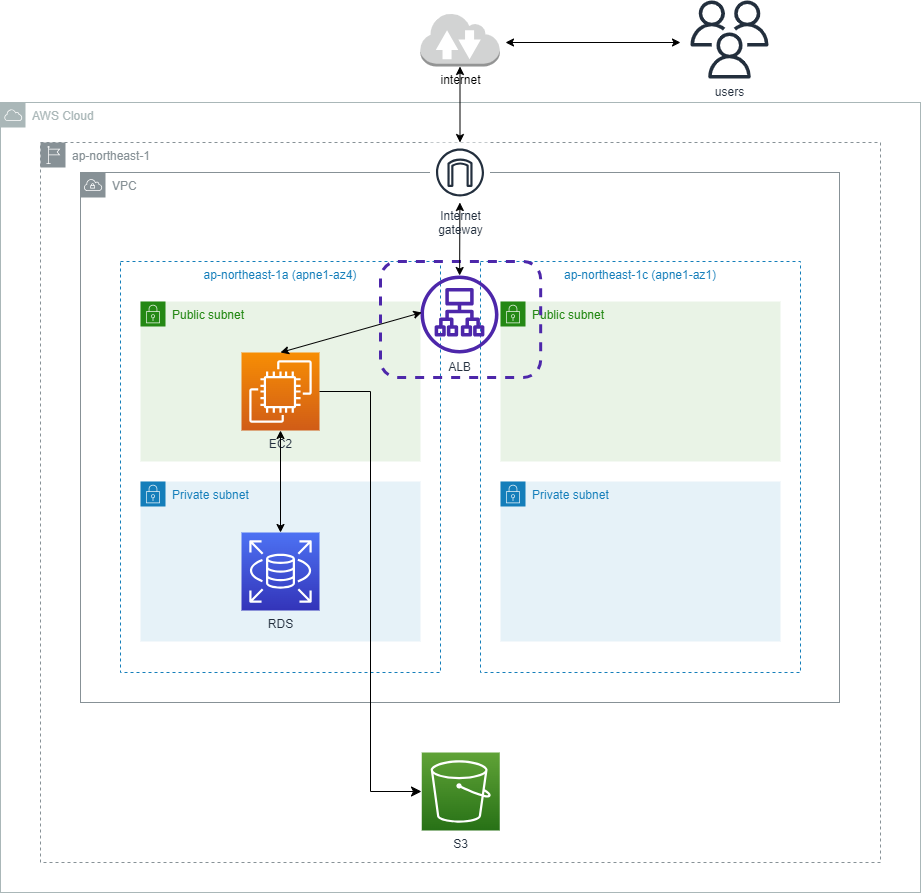 internet
users
AWS Cloud
ap-northeast-1
VPC
Internet
gateway
ap-northeast-1a (apne1-az4)
ap-northeast-1c (apne1-az1)
Public subnet
Public subnet
ALB
EC2
Private subnet
Private subnet
RDS
S3